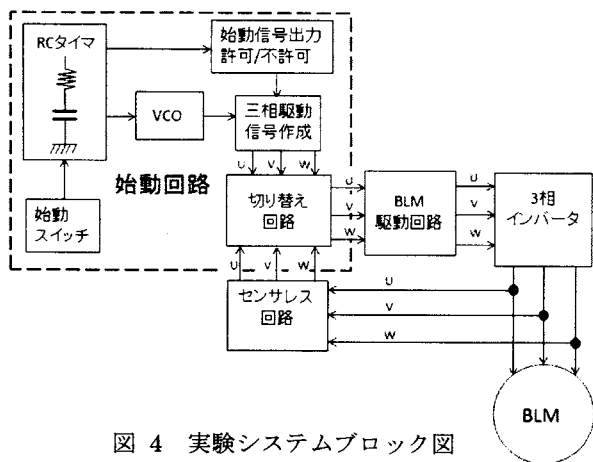 RCタイマ
始動信号出力
許可/不許可
VCO
三相駆動
信号作成
U V W
始動回路
始動
スイッチ
切り替え
回路
U
V
W
BLM
駆動回路
U
V
W
3相
インバータ
U V W
センサレス
回路
U
V
W
BLM
図 4 実験システムブロック図